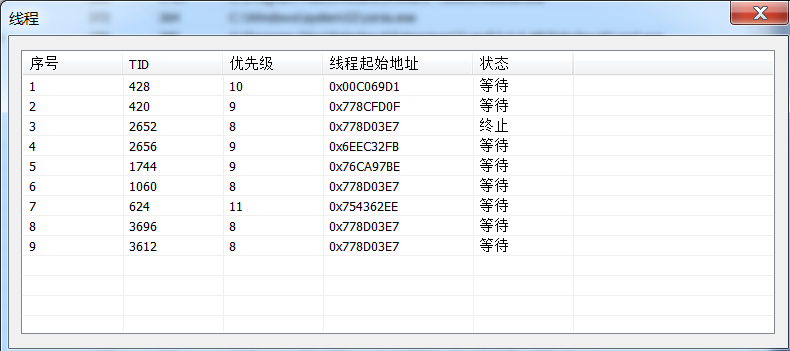 线程
序号 TID 优先级 线程起始地址 状态
1 428 10 0x00C069D1 等待
2 420 9 0x778CFD0F 等待
3 2652 8 0x778D03E7 终止
4 2656 9 0x6EEC32FB 等待
5 1744 9 0x76CA97BE 等待
6 1060 8 0x778D03E7 等待
7 624 11 0x754362EE 等待
8 3696 8 0x778D03E7 等待
9 3612 8 0x778D03E7 等待